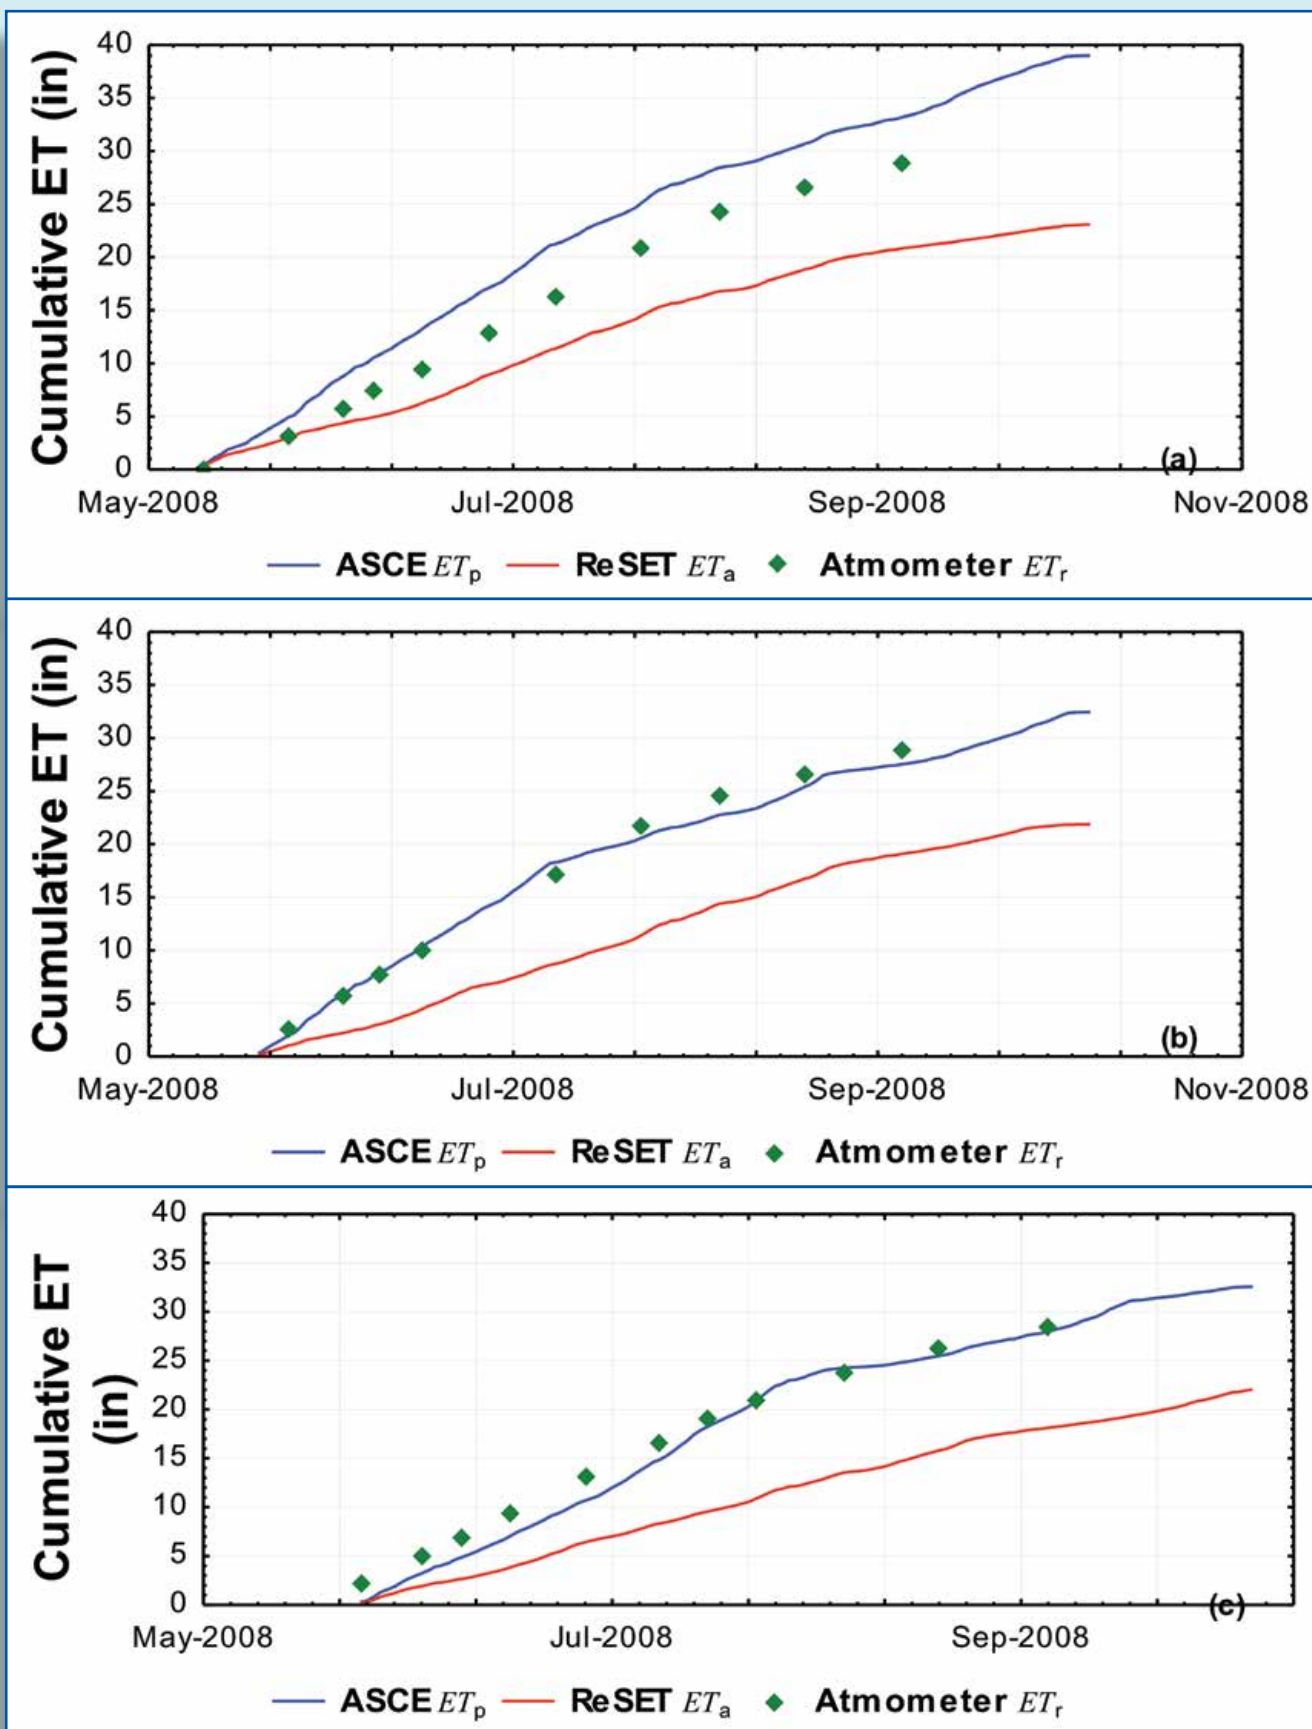 40
35
30
25
20
15
10
5
0
Cumulative ET (in)
(a)
May-2008 Jul-2008 Sep-2008 Nov-2008
ASCE ETp ReSET ETa Atmometer ETr
40
35
30
25
20
15
10
5
0
Cumulative ET (in)
(b)
May-2008 Jul-2008 Sep-2008 Nov-2008
ASCE ETp ReSET ETa Atmometer ETr
40
35
30
25
20
15
10
5
0
Cumulative ET
(in)
(c)
May-2008 Jul-2008 Sep-2008
ASCE ETp ReSET ETa Atmometer ETr